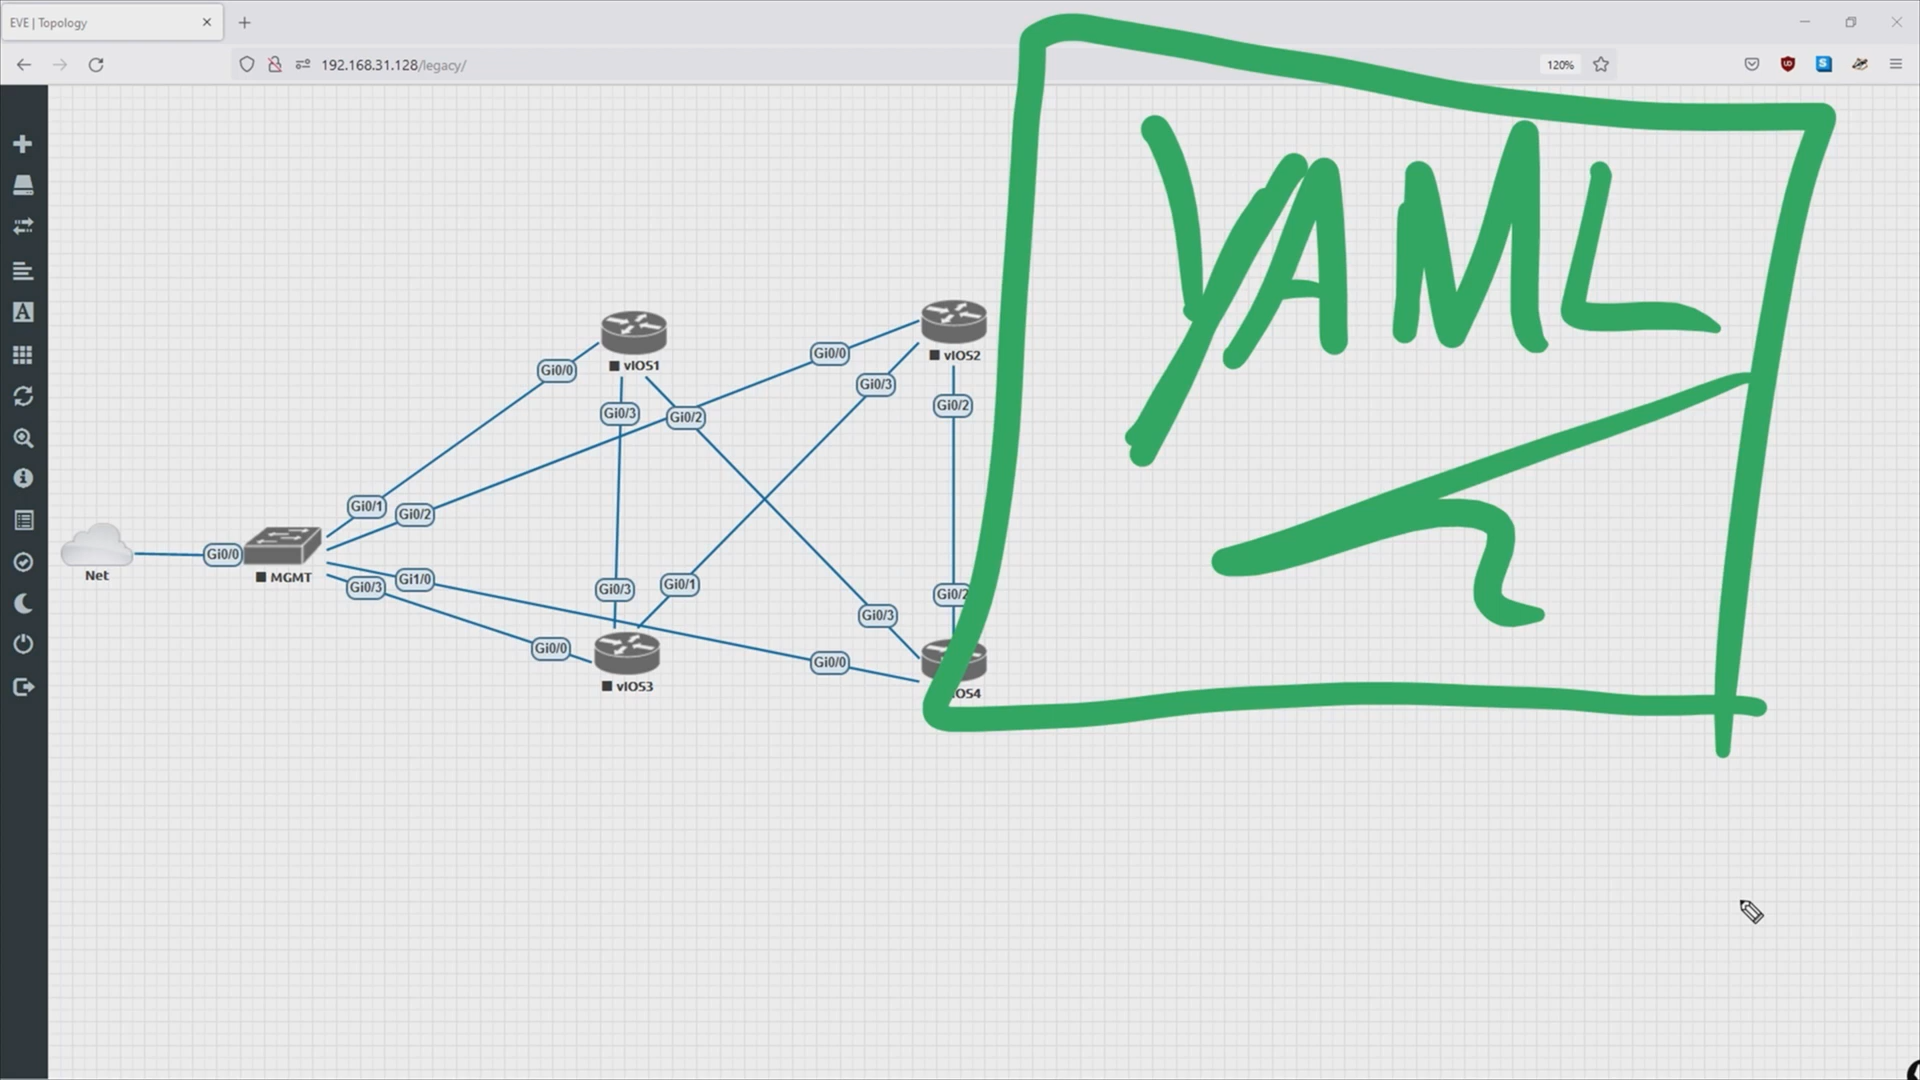 EVE | Topology
192.168.31.128/legacy/
120%
YAML
vIOS1
vIOS2
Gi0/0
Gi0/0
Gi0/3
Gi0/3
Gi0/2
Gi0/2
Gi0/1
Gi0/2
Net
Gi0/0
MGMT
Gi0/3
Gi1/0
Gi0/3
Gi0/1
Gi0/2
Gi0/3
Gi0/0
Gi0/0
vIOS3
IOS4